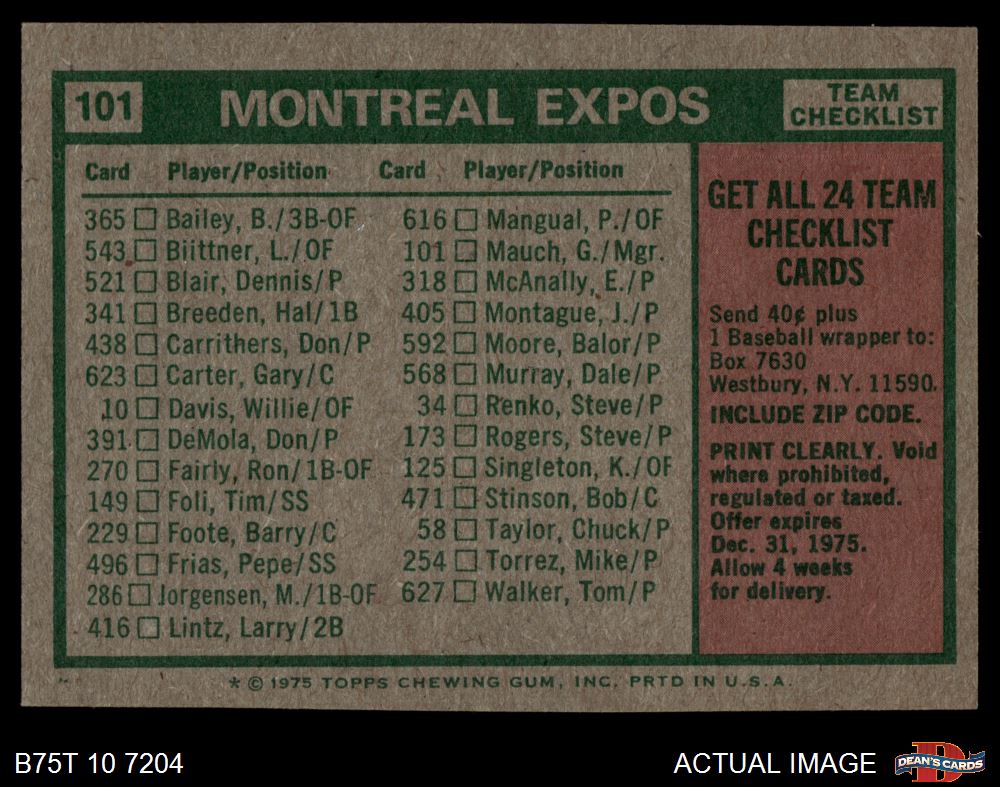 101 MONTREAL EXPOS TEAM CHECKLIST
Card Player/Position Card Player/Position
365 □ Bailey, B./3B-OF
543 □ Biittner, L./OF
521 □ Blair, Dennis/P
341 □ Breeden, Hal/1B
438 □ Carrithers, Don/P
623 □ Carter, Gary/C
10 □ Davis, Willie/OF
391 □ DeMola, Don/P
270 □ Fairly, Ron/1B-OF
149 □ Foli, Tim/SS
229 □ Foote, Barry/C
496 □ Frias, Pepe/SS
286 □ Jorgensen, M./1B-OF
416 □ Lintz, Larry/2B
616 □ Mangual, P./OF
101 □ Mauch, G./Mgr.
318 □ McAnally, E./P
405 □ Montague, J./P
592 □ Moore, Balor/P
568 □ Murray, Dale/P
34 □ Renko, Steve/P
173 □ Rogers, Steve/P
125 □ Singleton, K./OF
471 □ Stinson, Bob/C
58 □ Taylor, Chuck/P
254 □ Torrez, Mike/P
627 □ Walker, Tom/P
GET ALL 24 TEAM
CHECKLIST
CARDS
Send 40¢ plus
1 Baseball wrapper to:
Box 7630
Westbury, N.Y. 11590.
INCLUDE ZIP CODE.
PRINT CLEARLY. Void
where prohibited,
regulated or taxed.
Offer expires
Dec. 31, 1975.
Allow 4 weeks
for delivery.
* © 1975 TOPPS CHEWING GUM, INC. PRTD IN U.S.A.
B75T 10 7204
ACTUAL IMAGE
DEAN'S CARDS